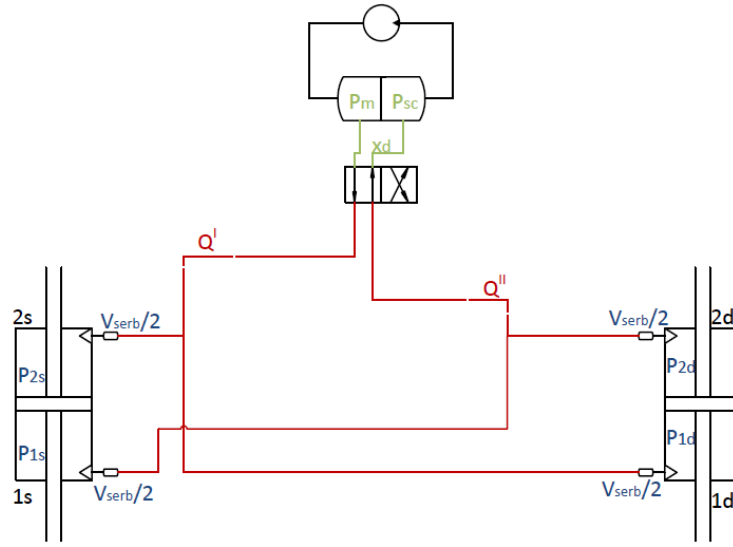 Pm Psc
xd
Q^I
Q^II
2s Vserb/2 Vserb/2 2d
P2s P2d
P1s P1d
1s Vserb/2 Vserb/2 1d